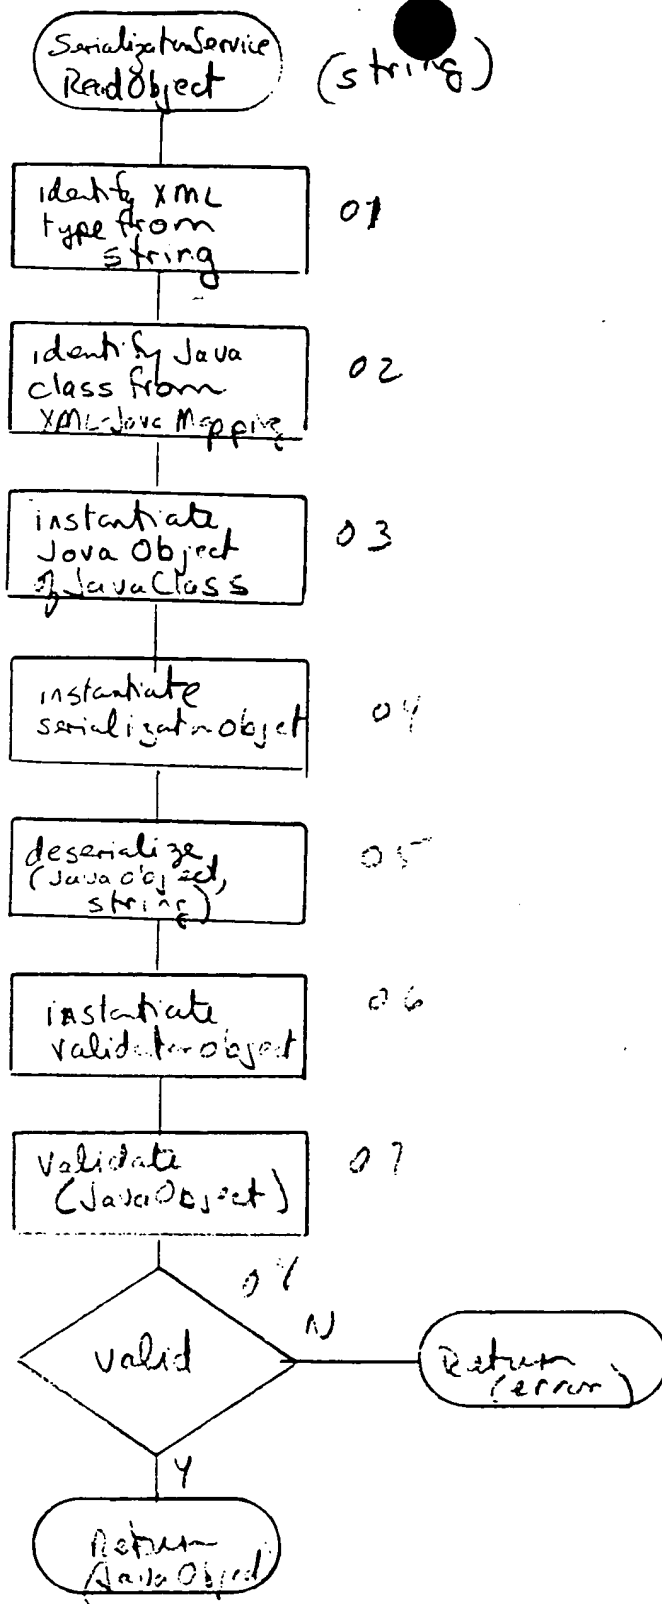 SerializationService
ReadObject
(string)
identify XML
type from
string
01
identify Java
class from
XML-Java Mapping
02
instantiate
Java Object
of JavaClass
03
instantiate
serialization Object
04
deserialize
(Java object,
string)
05
instantiate
validator object
06
validate
(JavaObject)
07
valid
N
Return
(error)
Y
Return
(Java Object